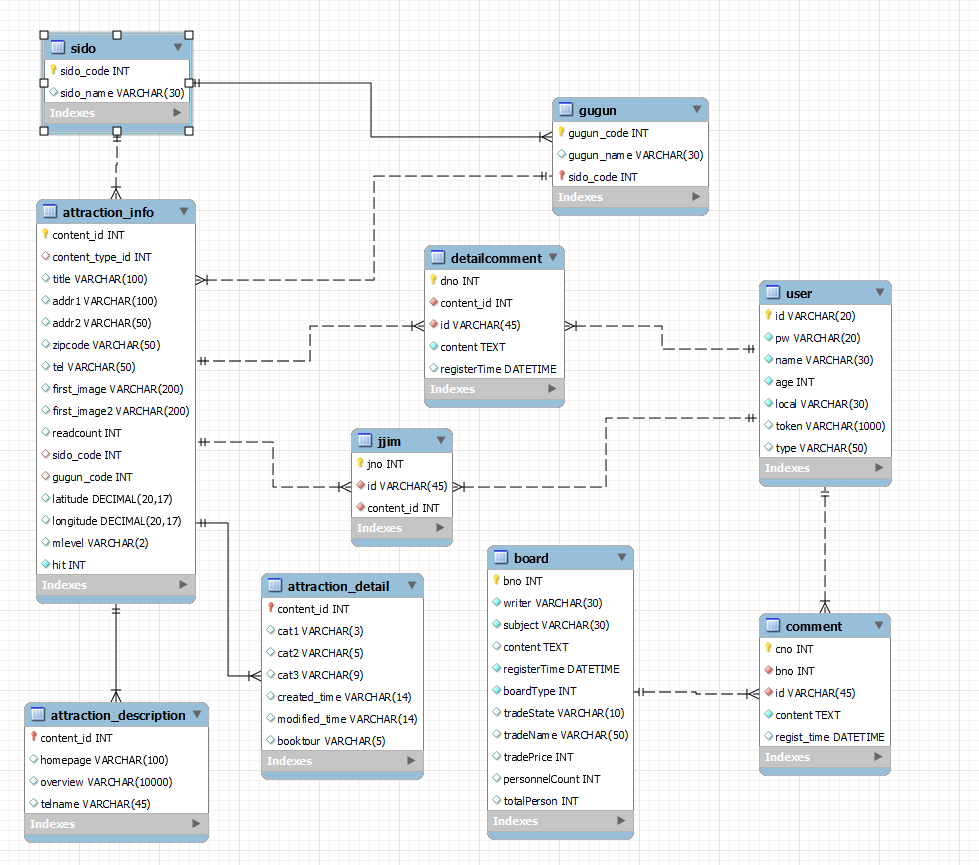 sido
sido_code INT
sido_name VARCHAR(30)
Indexes
gugun
gugun_code INT
gugun_name VARCHAR(30)
sido_code INT
Indexes
attraction_info
content_id INT
content_type_id INT
title VARCHAR(100)
addr1 VARCHAR(100)
addr2 VARCHAR(50)
zipcode VARCHAR(50)
tel VARCHAR(50)
first_image VARCHAR(200)
first_image2 VARCHAR(200)
readcount INT
sido_code INT
gugun_code INT
latitude DECIMAL(20,17)
longitude DECIMAL(20,17)
mlevel VARCHAR(2)
hit INT
Indexes
detailcomment
dno INT
content_id INT
id VARCHAR(45)
content TEXT
registerTime DATETIME
Indexes
user
id VARCHAR(20)
pw VARCHAR(20)
name VARCHAR(30)
age INT
local VARCHAR(30)
token VARCHAR(1000)
type VARCHAR(50)
Indexes
jjim
jno INT
id VARCHAR(45)
content_id INT
Indexes
attraction_detail
content_id INT
cat1 VARCHAR(3)
cat2 VARCHAR(5)
cat3 VARCHAR(9)
created_time VARCHAR(14)
modified_time VARCHAR(14)
booktour VARCHAR(5)
Indexes
board
bno INT
writer VARCHAR(30)
subject VARCHAR(30)
content TEXT
registerTime DATETIME
boardType INT
tradeState VARCHAR(10)
tradeName VARCHAR(50)
tradePrice INT
personnelCount INT
totalPerson INT
Indexes
comment
cno INT
bno INT
id VARCHAR(45)
content TEXT
regist_time DATETIME
Indexes
attraction_description
content_id INT
homepage VARCHAR(100)
overview VARCHAR(10000)
telname VARCHAR(45)
Indexes